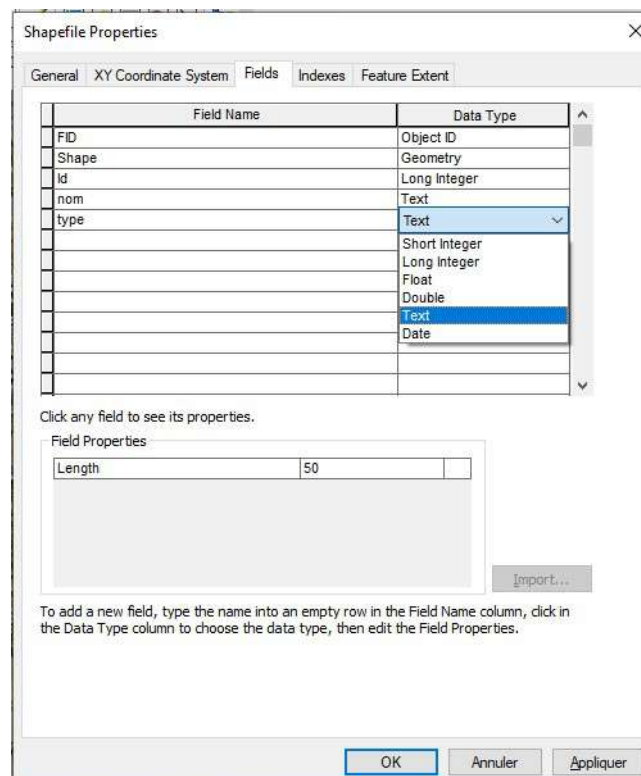 Shapefile Properties
General XY Coordinate System Fields Indexes Feature Extent
Field Name Data Type
FID Object ID
Shape Geometry
Id Long Integer
nom Text
type Text
Short Integer
Long Integer
Float
Double
Text
Date
Click any field to see its properties.
Field Properties
Length 50
Import...
To add a new field, type the name into an empty row in the Field Name column, click in
the Data Type column to choose the data type, then edit the Field Properties.
OK Annuler Appliquer